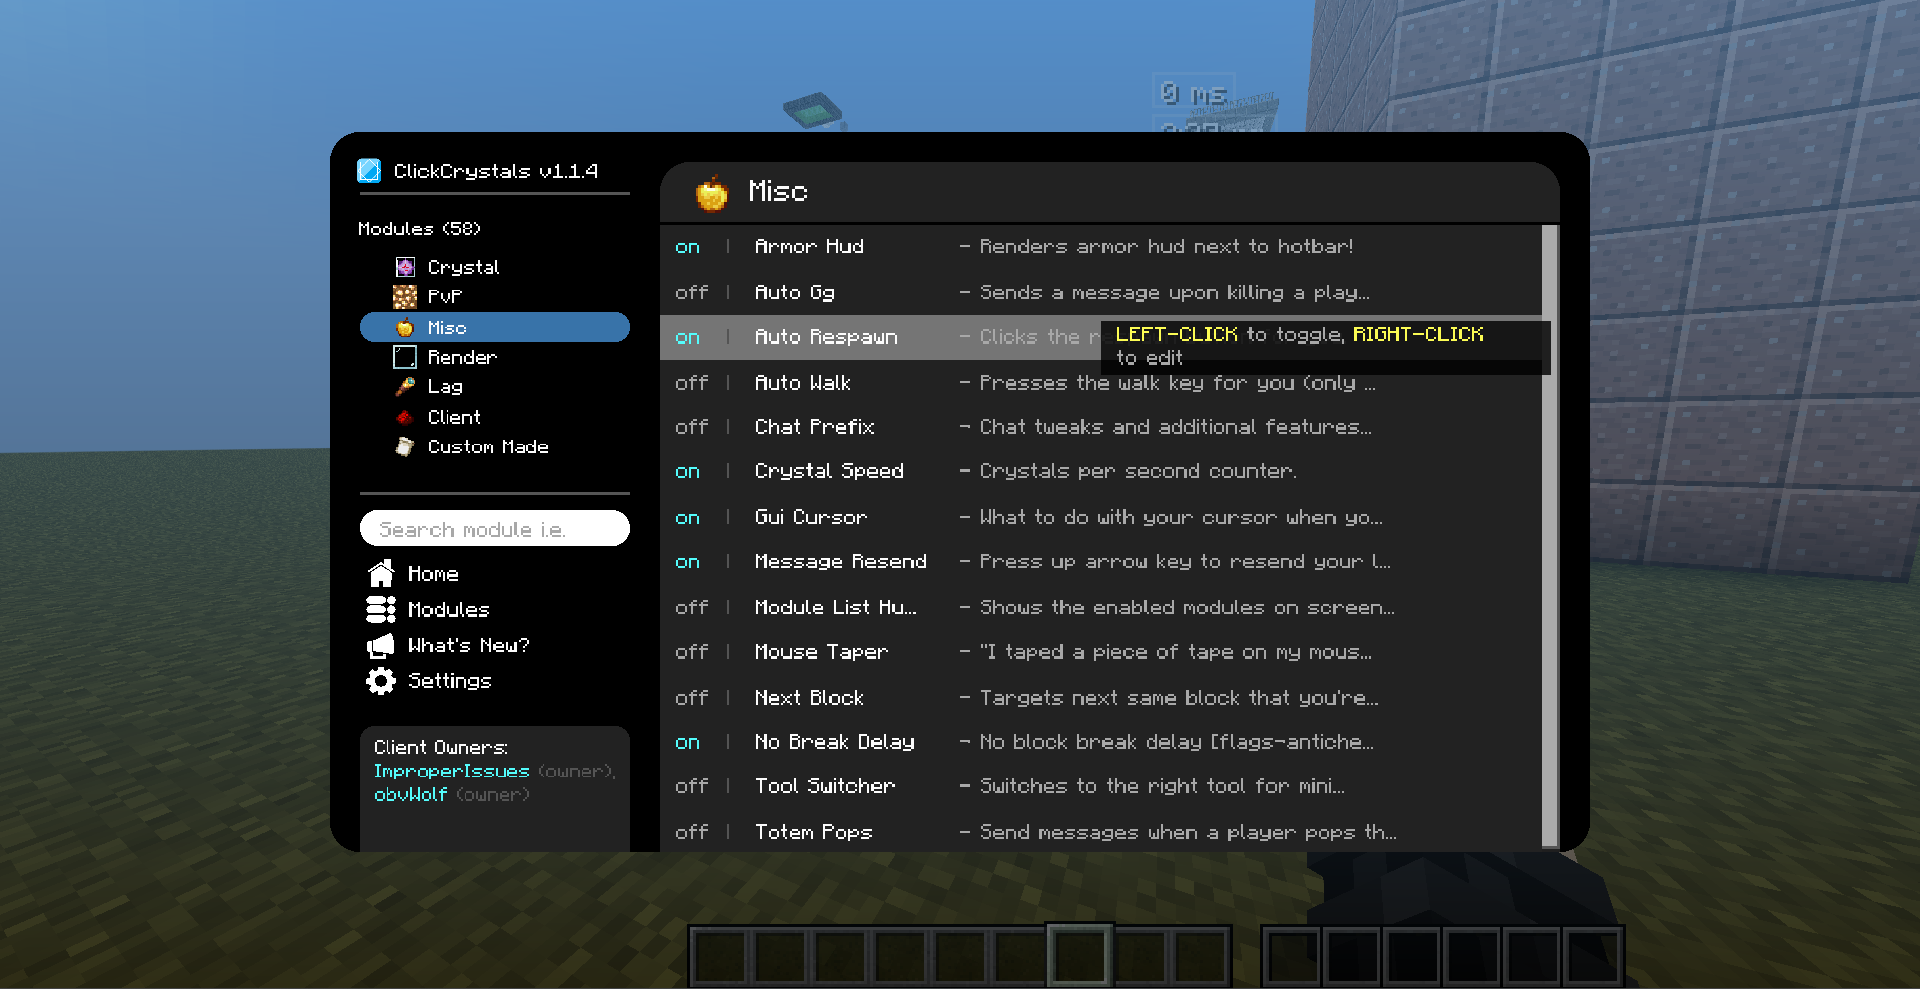 0 ms
ClickCrystals v1.1.4
Modules (58)
Crystal
PvP
Misc
Render
Lag
Client
Custom Made
Search module i.e.
Home
Modules
What's New?
Settings
Client Owners:
ImproperIssues (owner),
obvWolf (owner)
Misc
on | Armor Hud - Renders armor hud next to hotbar!
off | Auto Gg - Sends a message upon killing a play...
on | Auto Respawn - Clicks the
LEFT-CLICK to toggle, RIGHT-CLICK
to edit
off | Auto Walk - Presses the walk key for you (only ...
off | Chat Prefix - Chat tweaks and additional features...
on | Crystal Speed - Crystals per second counter.
on | Gui Cursor - What to do with your cursor when yo...
on | Message Resend - Press up arrow key to resend your l...
off | Module List Hu... - Shows the enabled modules on screen...
off | Mouse Taper - "I taped a piece of tape on my mous...
off | Next Block - Targets next same block that you're...
on | No Break Delay - No block break delay [flags-antiche...
off | Tool Switcher - Switches to the right tool for mini...
off | Totem Pops - Send messages when a player pops th...